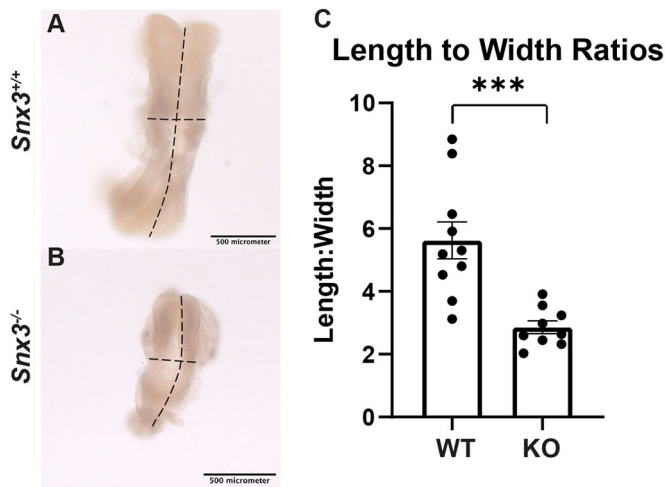 A
Snx3+/+
500 micrometer
B
Snx3-/-
500 micrometer
C
Length to Width Ratios
***
Length:Width
10
8
6
4
2
0
WT
KO